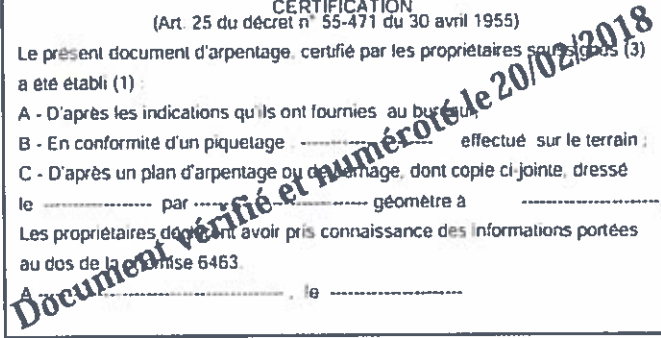 CERTIFICATION
(Art. 25 du décret n° 55-471 du 30 avril 1955)
Le présent document d'arpentage, certifié par les propriétaires soussignés (3)
a été établi (1) :
A - D'après les indications qu'ils ont fournies au bureau;
B - En conformité d'un piquetage : -------------------- effectué sur le terrain ;
C - D'après un plan d'arpentage ou de bornage, dont copie ci-jointe, dressé
le ----------------- par ---------------------- géomètre à ---------------------
Les propriétaires déclarent avoir pris connaissance des informations portées
au dos de la chemise 6463.
A ------------------------------------ , le --------------------
Document vérifié et numéroté le 20/02/2018